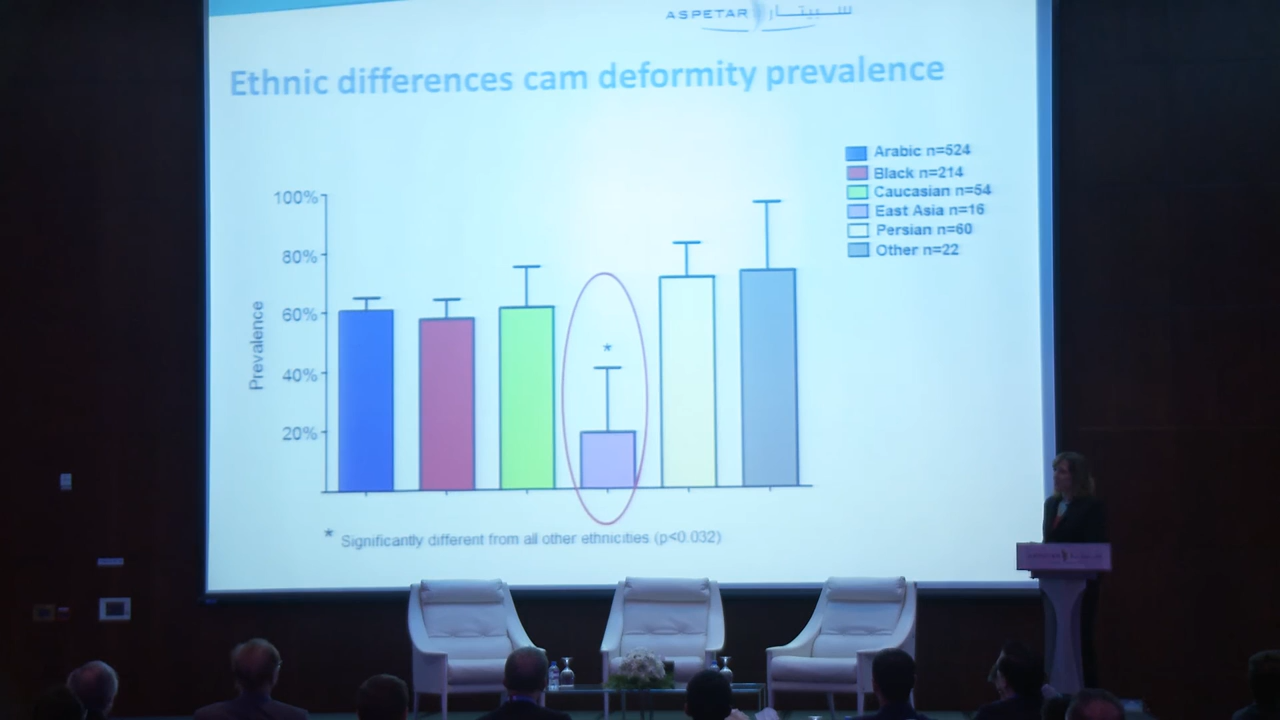 ASPETAR سبيتار
Ethnic differences cam deformity prevalence
Arabic n=524
Black n=214
Caucasian n=54
East Asia n=16
Persian n=60
Other n=22
100%
80%
60%
40%
20%
Prevalence
*
* Significantly different from all other ethnicities (p<0.032)